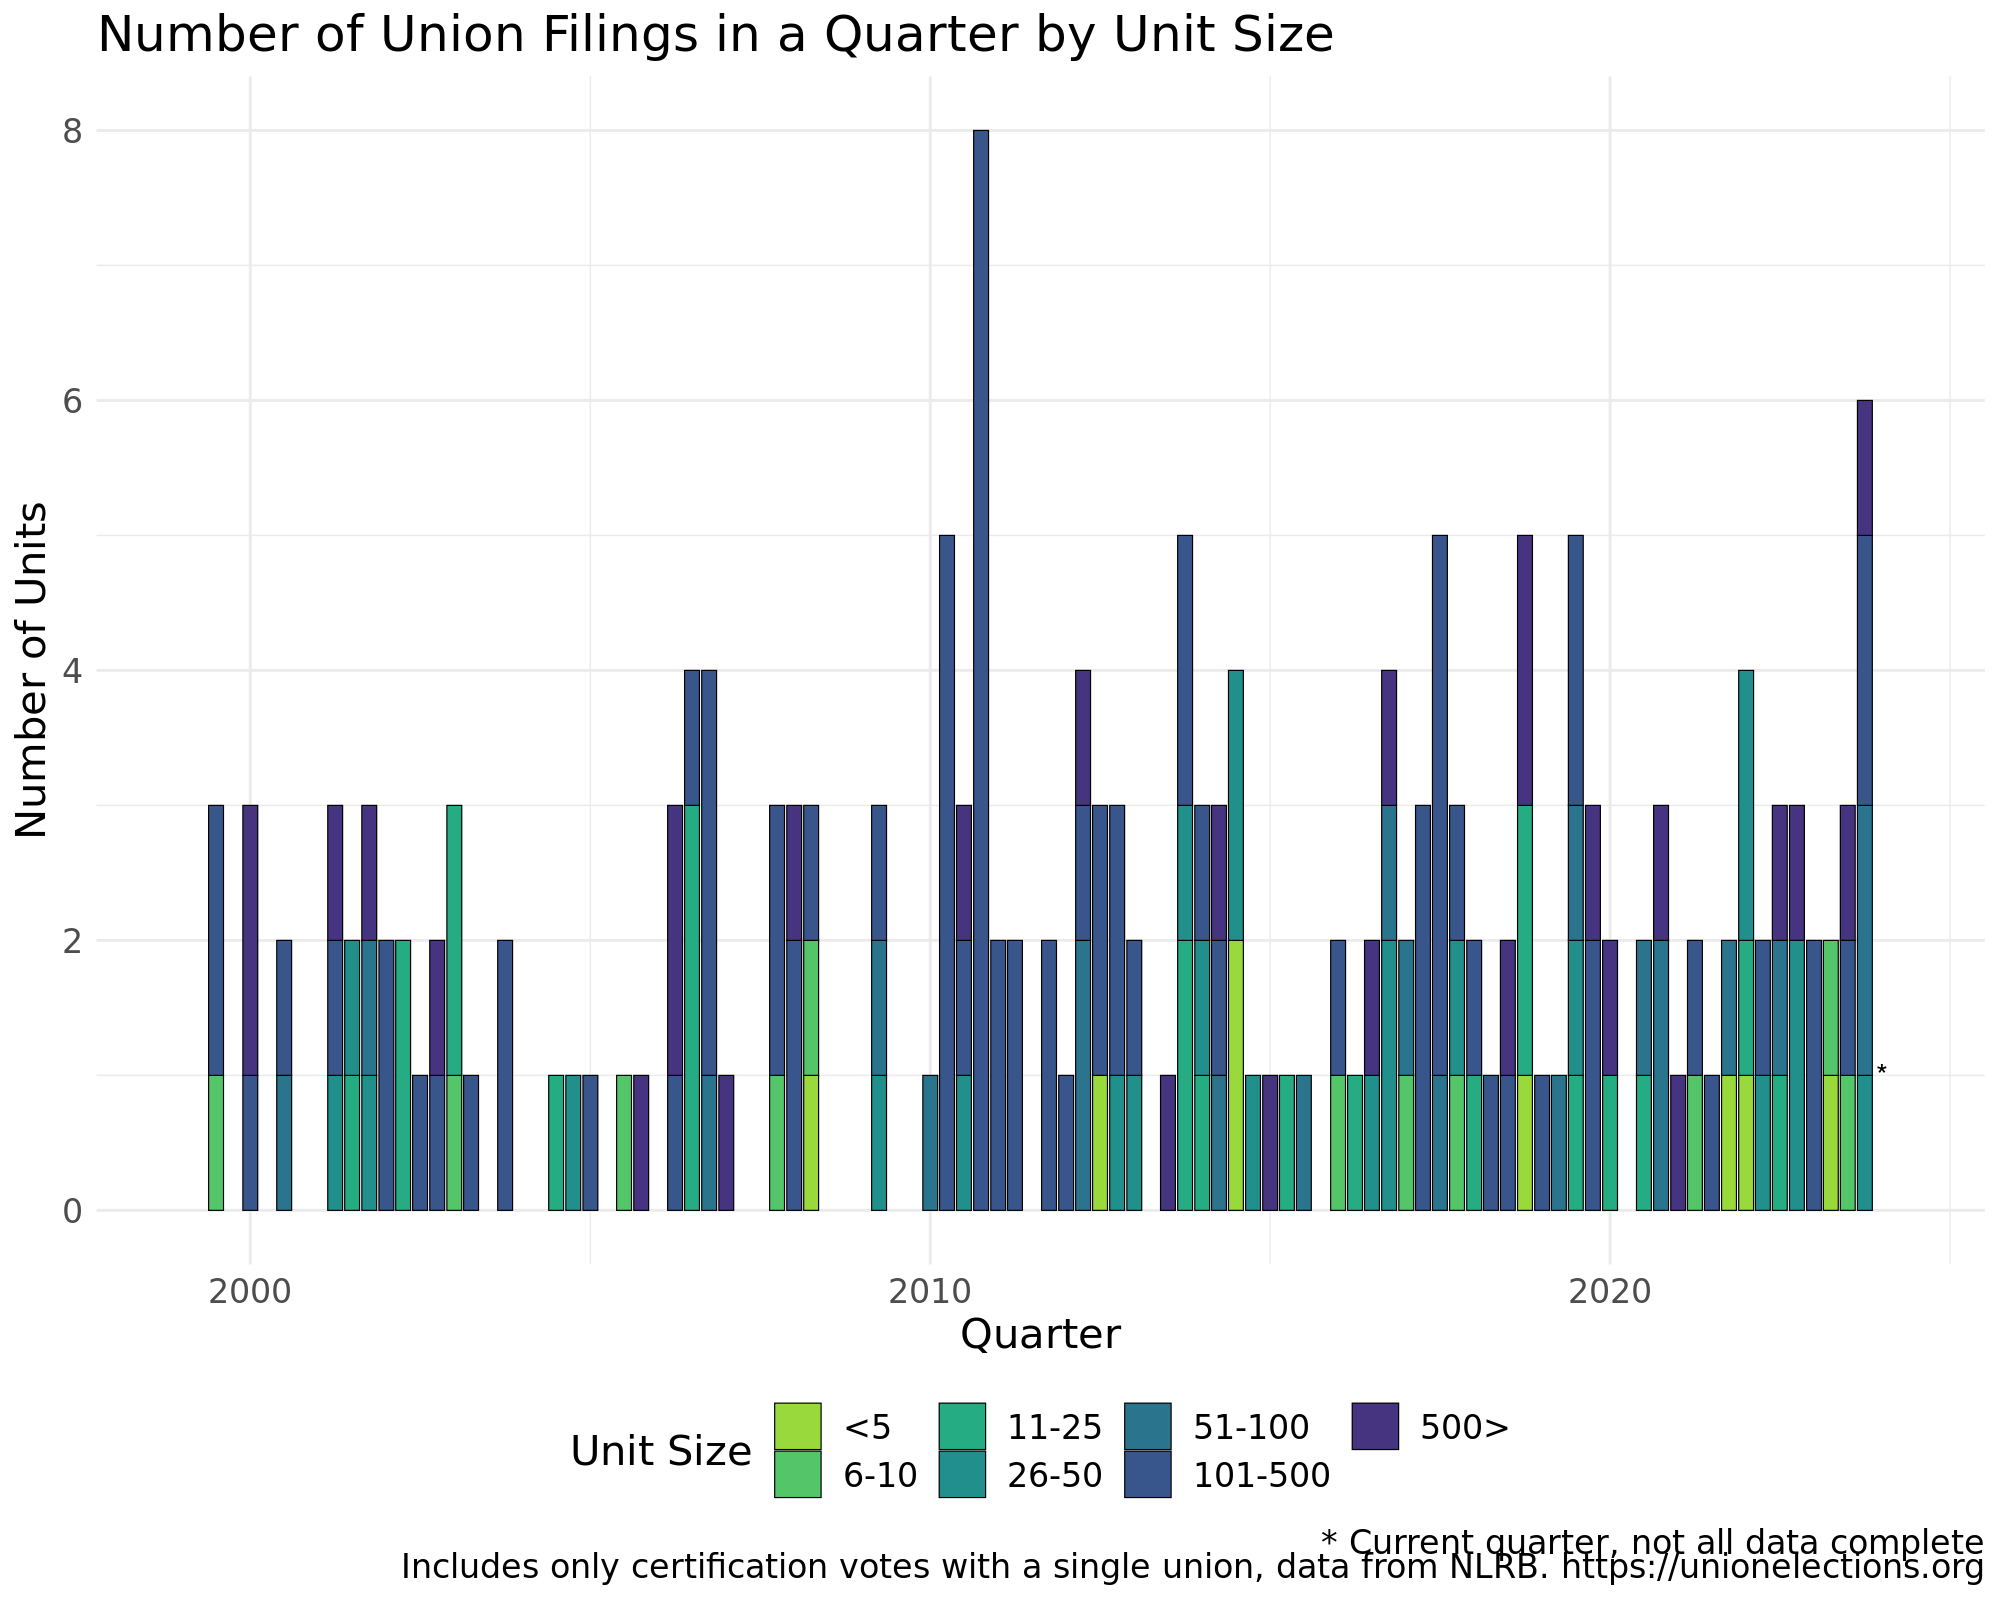 Number of Union Filings in a Quarter by Unit Size
Number of Units
8
6
4
2
0
*
2000
2010
2020
Quarter
Unit Size
<5
11-25
51-100
500>
6-10
26-50
101-500
* Current quarter, not all data complete
Includes only certification votes with a single union, data from NLRB. https://unionelections.org